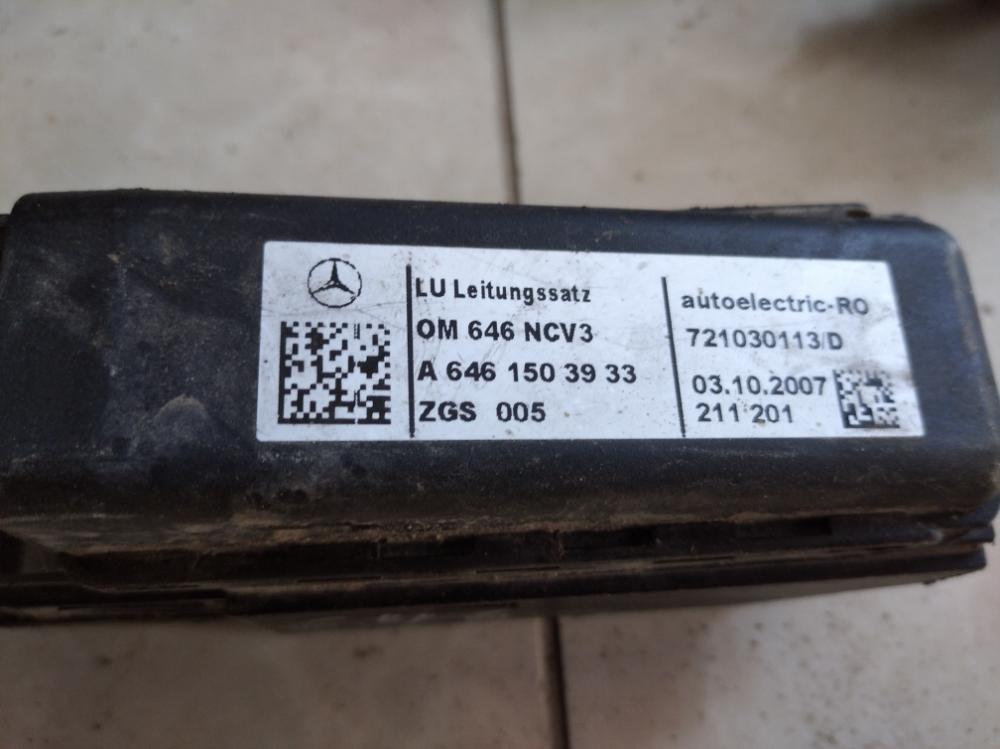 LU Leitungssatz
OM 646 NCV3
A 646 150 39 33
ZGS 005
autoelectric-RO
721030113/D
03.10.2007
211 201